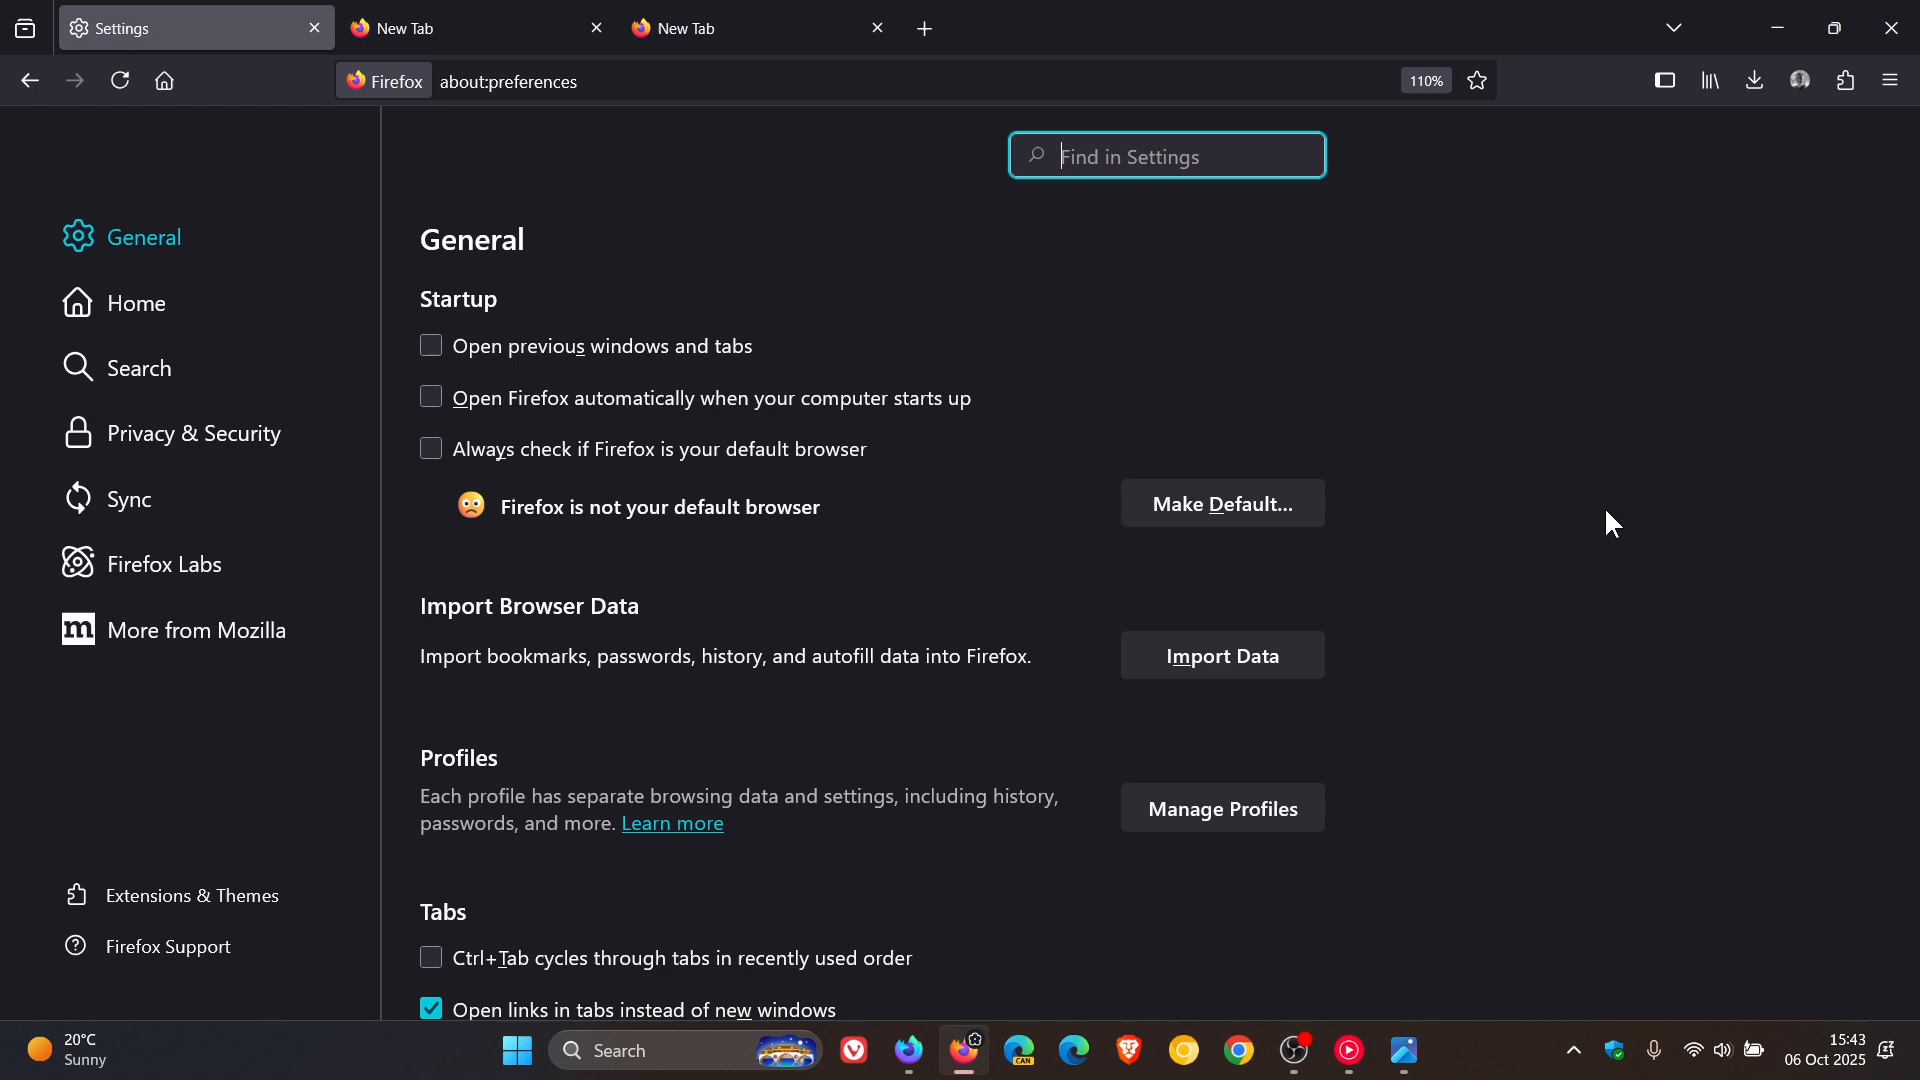 Settings
New Tab
New Tab
Firefox
about:preferences
110%
Find in Settings
General
Home
Search
Privacy & Security
Sync
Firefox Labs
m More from Mozilla
Extensions & Themes
Firefox Support
General
Startup
Open previous windows and tabs
Open Firefox automatically when your computer starts up
Always check if Firefox is your default browser
Firefox is not your default browser
Make Default...
Import Browser Data
Import bookmarks, passwords, history, and autofill data into Firefox.
Import Data
Profiles
Each profile has separate browsing data and settings, including history,
passwords, and more. Learn more
Manage Profiles
Tabs
Ctrl+Tab cycles through tabs in recently used order
Open links in tabs instead of new windows
20°C
Sunny
Search
CAN
15:43
06 Oct 2025